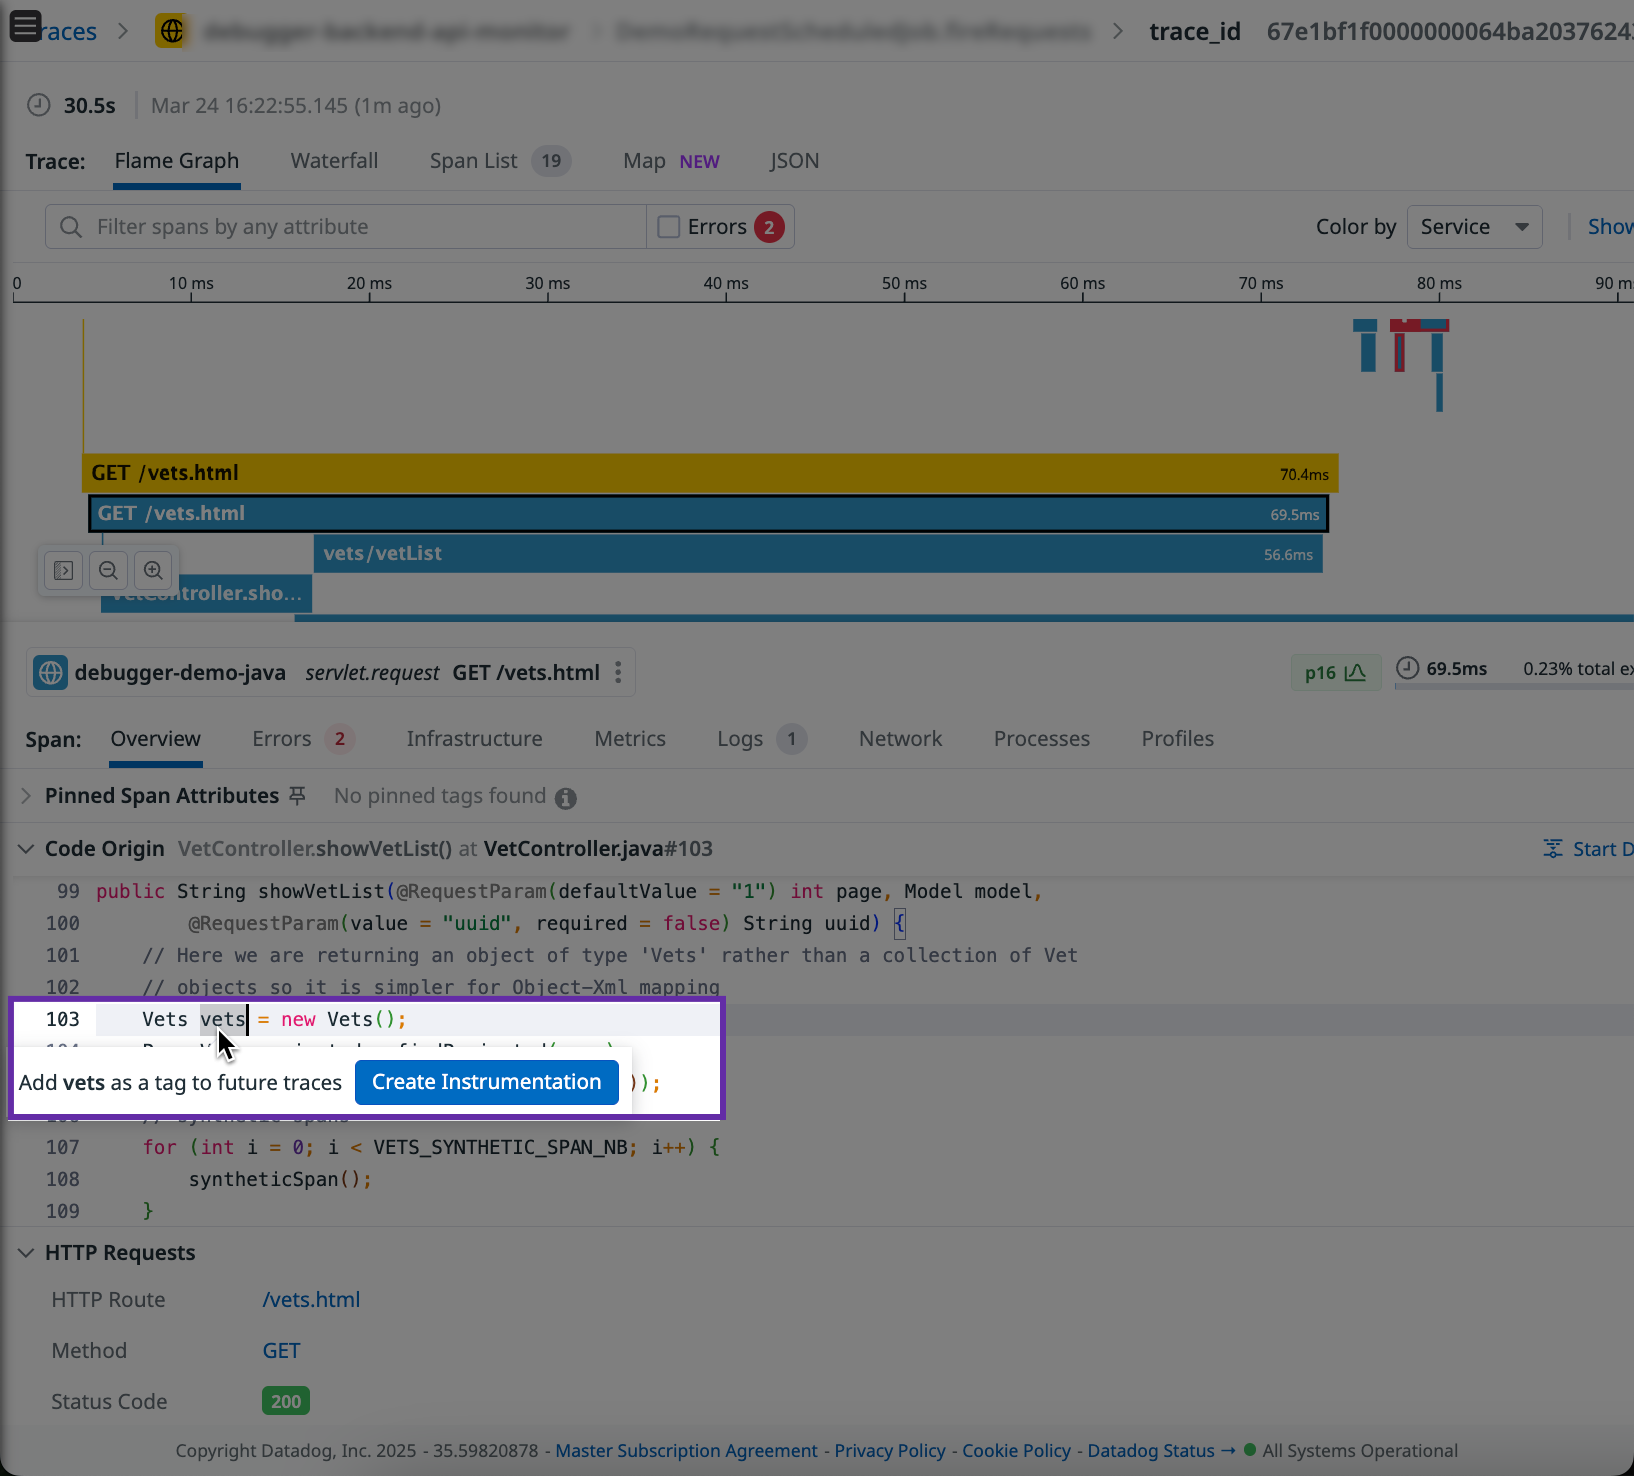 races > trace_id 67e1bf1f0000000064ba20376243
30.5s Mar 24 16:22:55.145 (1m ago)
Trace: Flame Graph Waterfall Span List 19 Map NEW JSON
Filter spans by any attribute Errors 2 Color by Service Show
0 10 ms 20 ms 30 ms 40 ms 50 ms 60 ms 70 ms 80 ms 90 m
GET /vets.html 70.4ms
GET /vets.html 69.5ms
vets/vetList 56.6ms
VetController.sho...
debugger-demo-java servlet.request GET /vets.html p16 69.5ms 0.23% total ex
Span: Overview Errors 2 Infrastructure Metrics Logs 1 Network Processes Profiles
Pinned Span Attributes No pinned tags found
Code Origin VetController.showVetList() at VetController.java#103 Start D
99 public String showVetList(@RequestParam(defaultValue = "1") int page, Model model,
100 @RequestParam(value = "uuid", required = false) String uuid) {
101 // Here we are returning an object of type 'Vets' rather than a collection of Vet
102 // objects so it is simpler for Object-Xml mapping
103 Vets vets = new Vets();
Add vets as a tag to future traces Create Instrumentation ));
107 for (int i = 0; i < VETS_SYNTHETIC_SPAN_NB; i++) {
108 syntheticSpan();
109 }
HTTP Requests
HTTP Route /vets.html
Method GET
Status Code 200
Copyright Datadog, Inc. 2025 - 35.59820878 - Master Subscription Agreement - Privacy Policy - Cookie Policy - Datadog Status → All Systems Operational